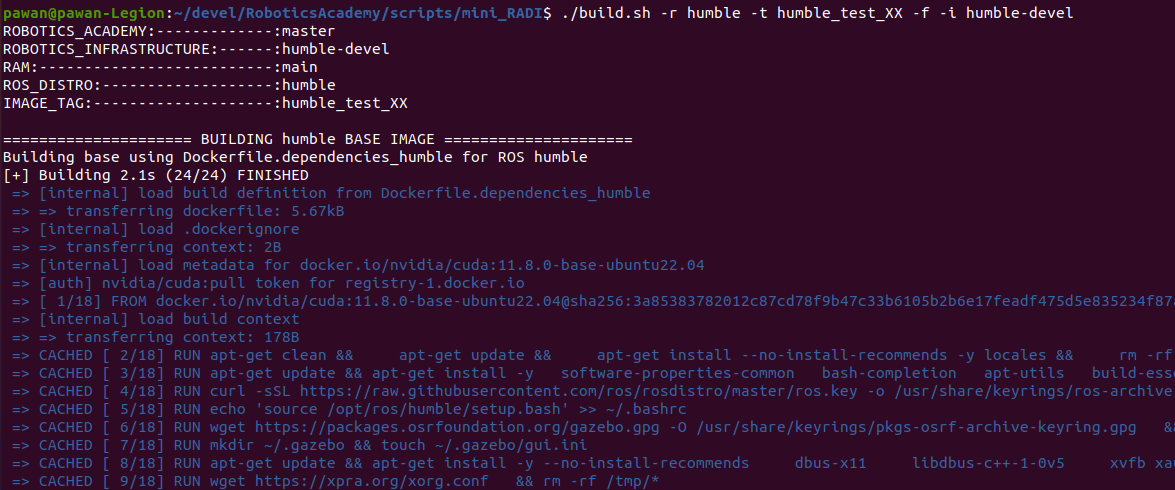 pawan@pawan-Legion:~/devel/RoboticsAcademy/scripts/mini_RADI$ ./build.sh -r humble -t humble_test_XX -f -i humble-devel
ROBOTICS_ACADEMY:-------------:master
ROBOTICS_INFRASTRUCTURE:------:humble-devel
RAM:--------------------------:main
ROS_DISTRO:-------------------:humble
IMAGE_TAG:--------------------:humble_test_XX
===================== BUILDING humble BASE IMAGE =====================
Building base using Dockerfile.dependencies_humble for ROS humble
[+] Building 2.1s (24/24) FINISHED
=> [internal] load build definition from Dockerfile.dependencies_humble
=> => transferring dockerfile: 5.67kB
=> [internal] load .dockerignore
=> => transferring context: 2B
=> [internal] load metadata for docker.io/nvidia/cuda:11.8.0-base-ubuntu22.04
=> [auth] nvidia/cuda:pull token for registry-1.docker.io
=> [ 1/18] FROM docker.io/nvidia/cuda:11.8.0-base-ubuntu22.04@sha256:3a85383782012c87cd78f9b47c33b6105b2b6e17feadf475d5e835234f87a
=> [internal] load build context
=> => transferring context: 178B
=> CACHED [ 2/18] RUN apt-get clean &&     apt-get update &&     apt-get install --no-install-recommends -y locales &&     rm -rf
=> CACHED [ 3/18] RUN apt-get update && apt-get install -y   software-properties-common   bash-completion   apt-utils   build-esse
=> CACHED [ 4/18] RUN curl -sSL https://raw.githubusercontent.com/ros/rosdistro/master/ros.key -o /usr/share/keyrings/ros-archive
=> CACHED [ 5/18] RUN echo 'source /opt/ros/humble/setup.bash' >> ~/.bashrc
=> CACHED [ 6/18] RUN wget https://packages.osrfoundation.org/gazebo.gpg -O /usr/share/keyrings/pkgs-osrf-archive-keyring.gpg   &&
=> CACHED [ 7/18] RUN mkdir ~/.gazebo && touch ~/.gazebo/gui.ini
=> CACHED [ 8/18] RUN apt-get update && apt-get install -y --no-install-recommends     dbus-x11     libdbus-c++-1-0v5     xvfb xau
=> CACHED [ 9/18] RUN wget https://xpra.org/xorg.conf   && rm -rf /tmp/*